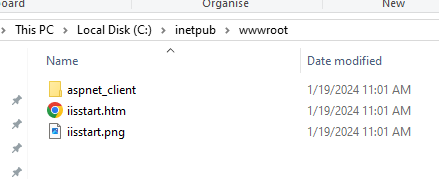 oard Organise New
This PC > Local Disk (C:) > inetpub > wwwroot
Name Date modified
aspnet_client 1/19/2024 11:01 AM
iisstart.htm 1/19/2024 11:01 AM
iisstart.png 1/19/2024 11:01 AM